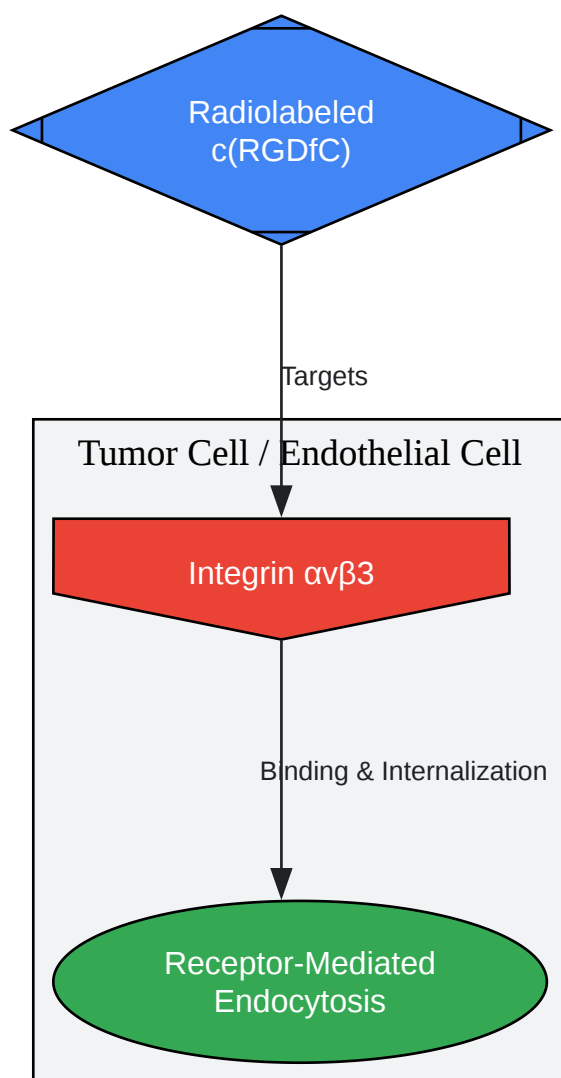 Radiolabeled
c(RGDfC)
Targets
Tumor Cell / Endothelial Cell
Integrin αvβ3
Binding & Internalization
Receptor-Mediated
Endocytosis